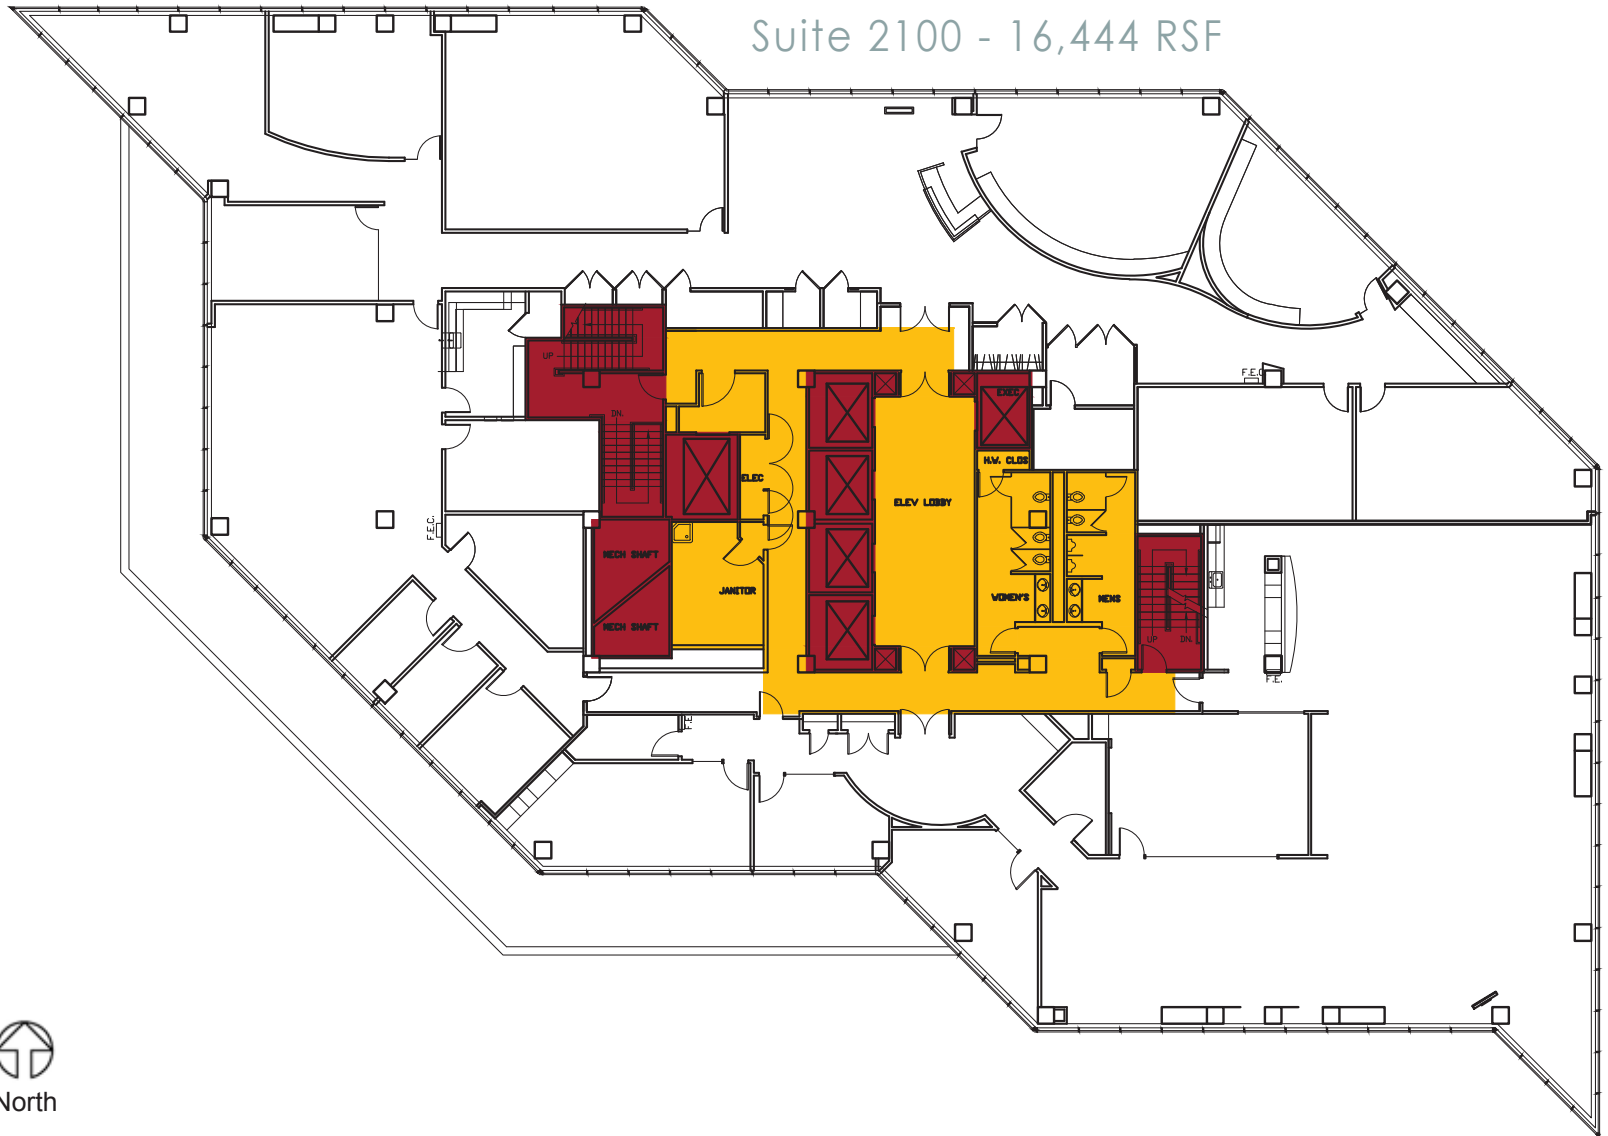 Suite 2100 - 16,444 RSF
UP
F.E.C.
EXEC
DN.
H.W. CLOS
ELEC
ELEV LOBBY
F.E.C.
MECH SHAFT
JANITOR
WOMEN'S
MENS
MECH SHAFT
UP
DN.
F.E.
F.E.
North